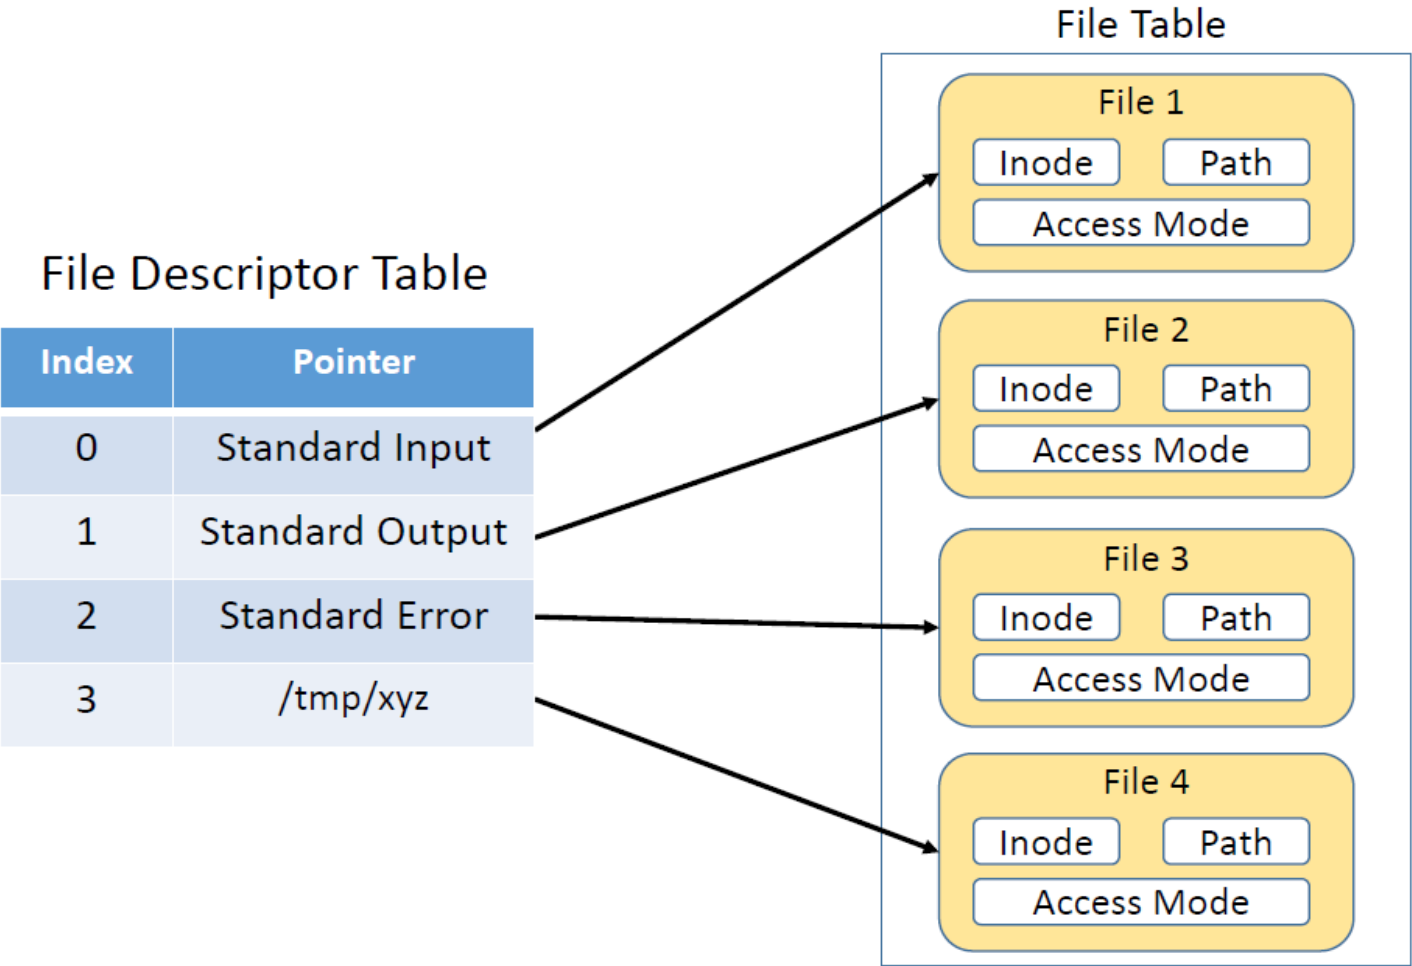 File Descriptor Table
Index Pointer
0 Standard Input
1 Standard Output
2 Standard Error
3 /tmp/xyz
File Table
File 1
Inode Path
Access Mode
File 2
Inode Path
Access Mode
File 3
Inode Path
Access Mode
File 4
Inode Path
Access Mode